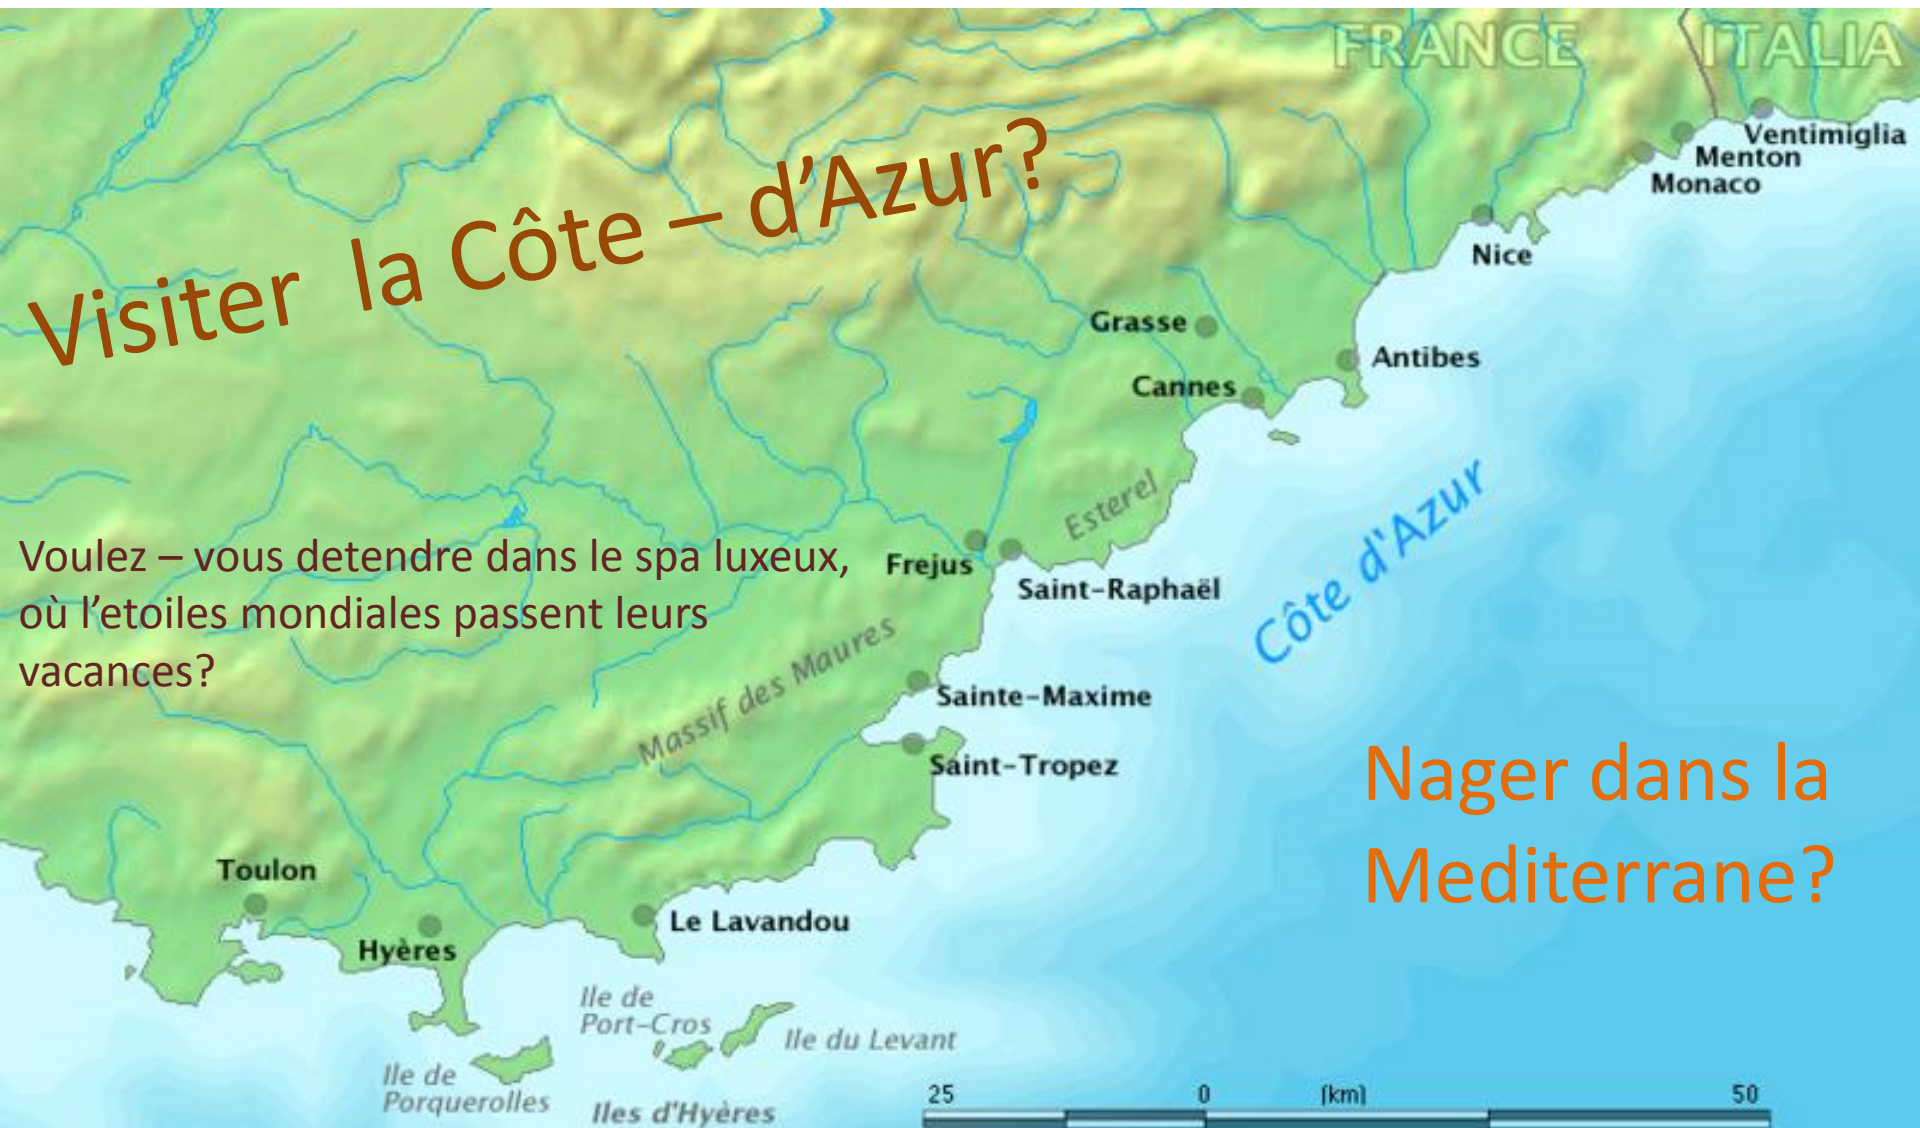 FRANCE ITALIA
Ventimiglia
Menton
Monaco
Visiter la Côte – d’Azur?
Nice
Grasse
Antibes
Cannes
Esterel
Côte d'Azur
Voulez – vous detendre dans le spa luxeux,
où l’etoiles mondiales passent leurs
vacances?
Frejus
Saint-Raphaël
Massif des Maures
Sainte-Maxime
Saint-Tropez
Nager dans la
Mediterrane?
Toulon
Hyères
Le Lavandou
Ile de
Port-Cros
Ile du Levant
Ile de
Porquerolles
Iles d'Hyères
25 0 [km] 50